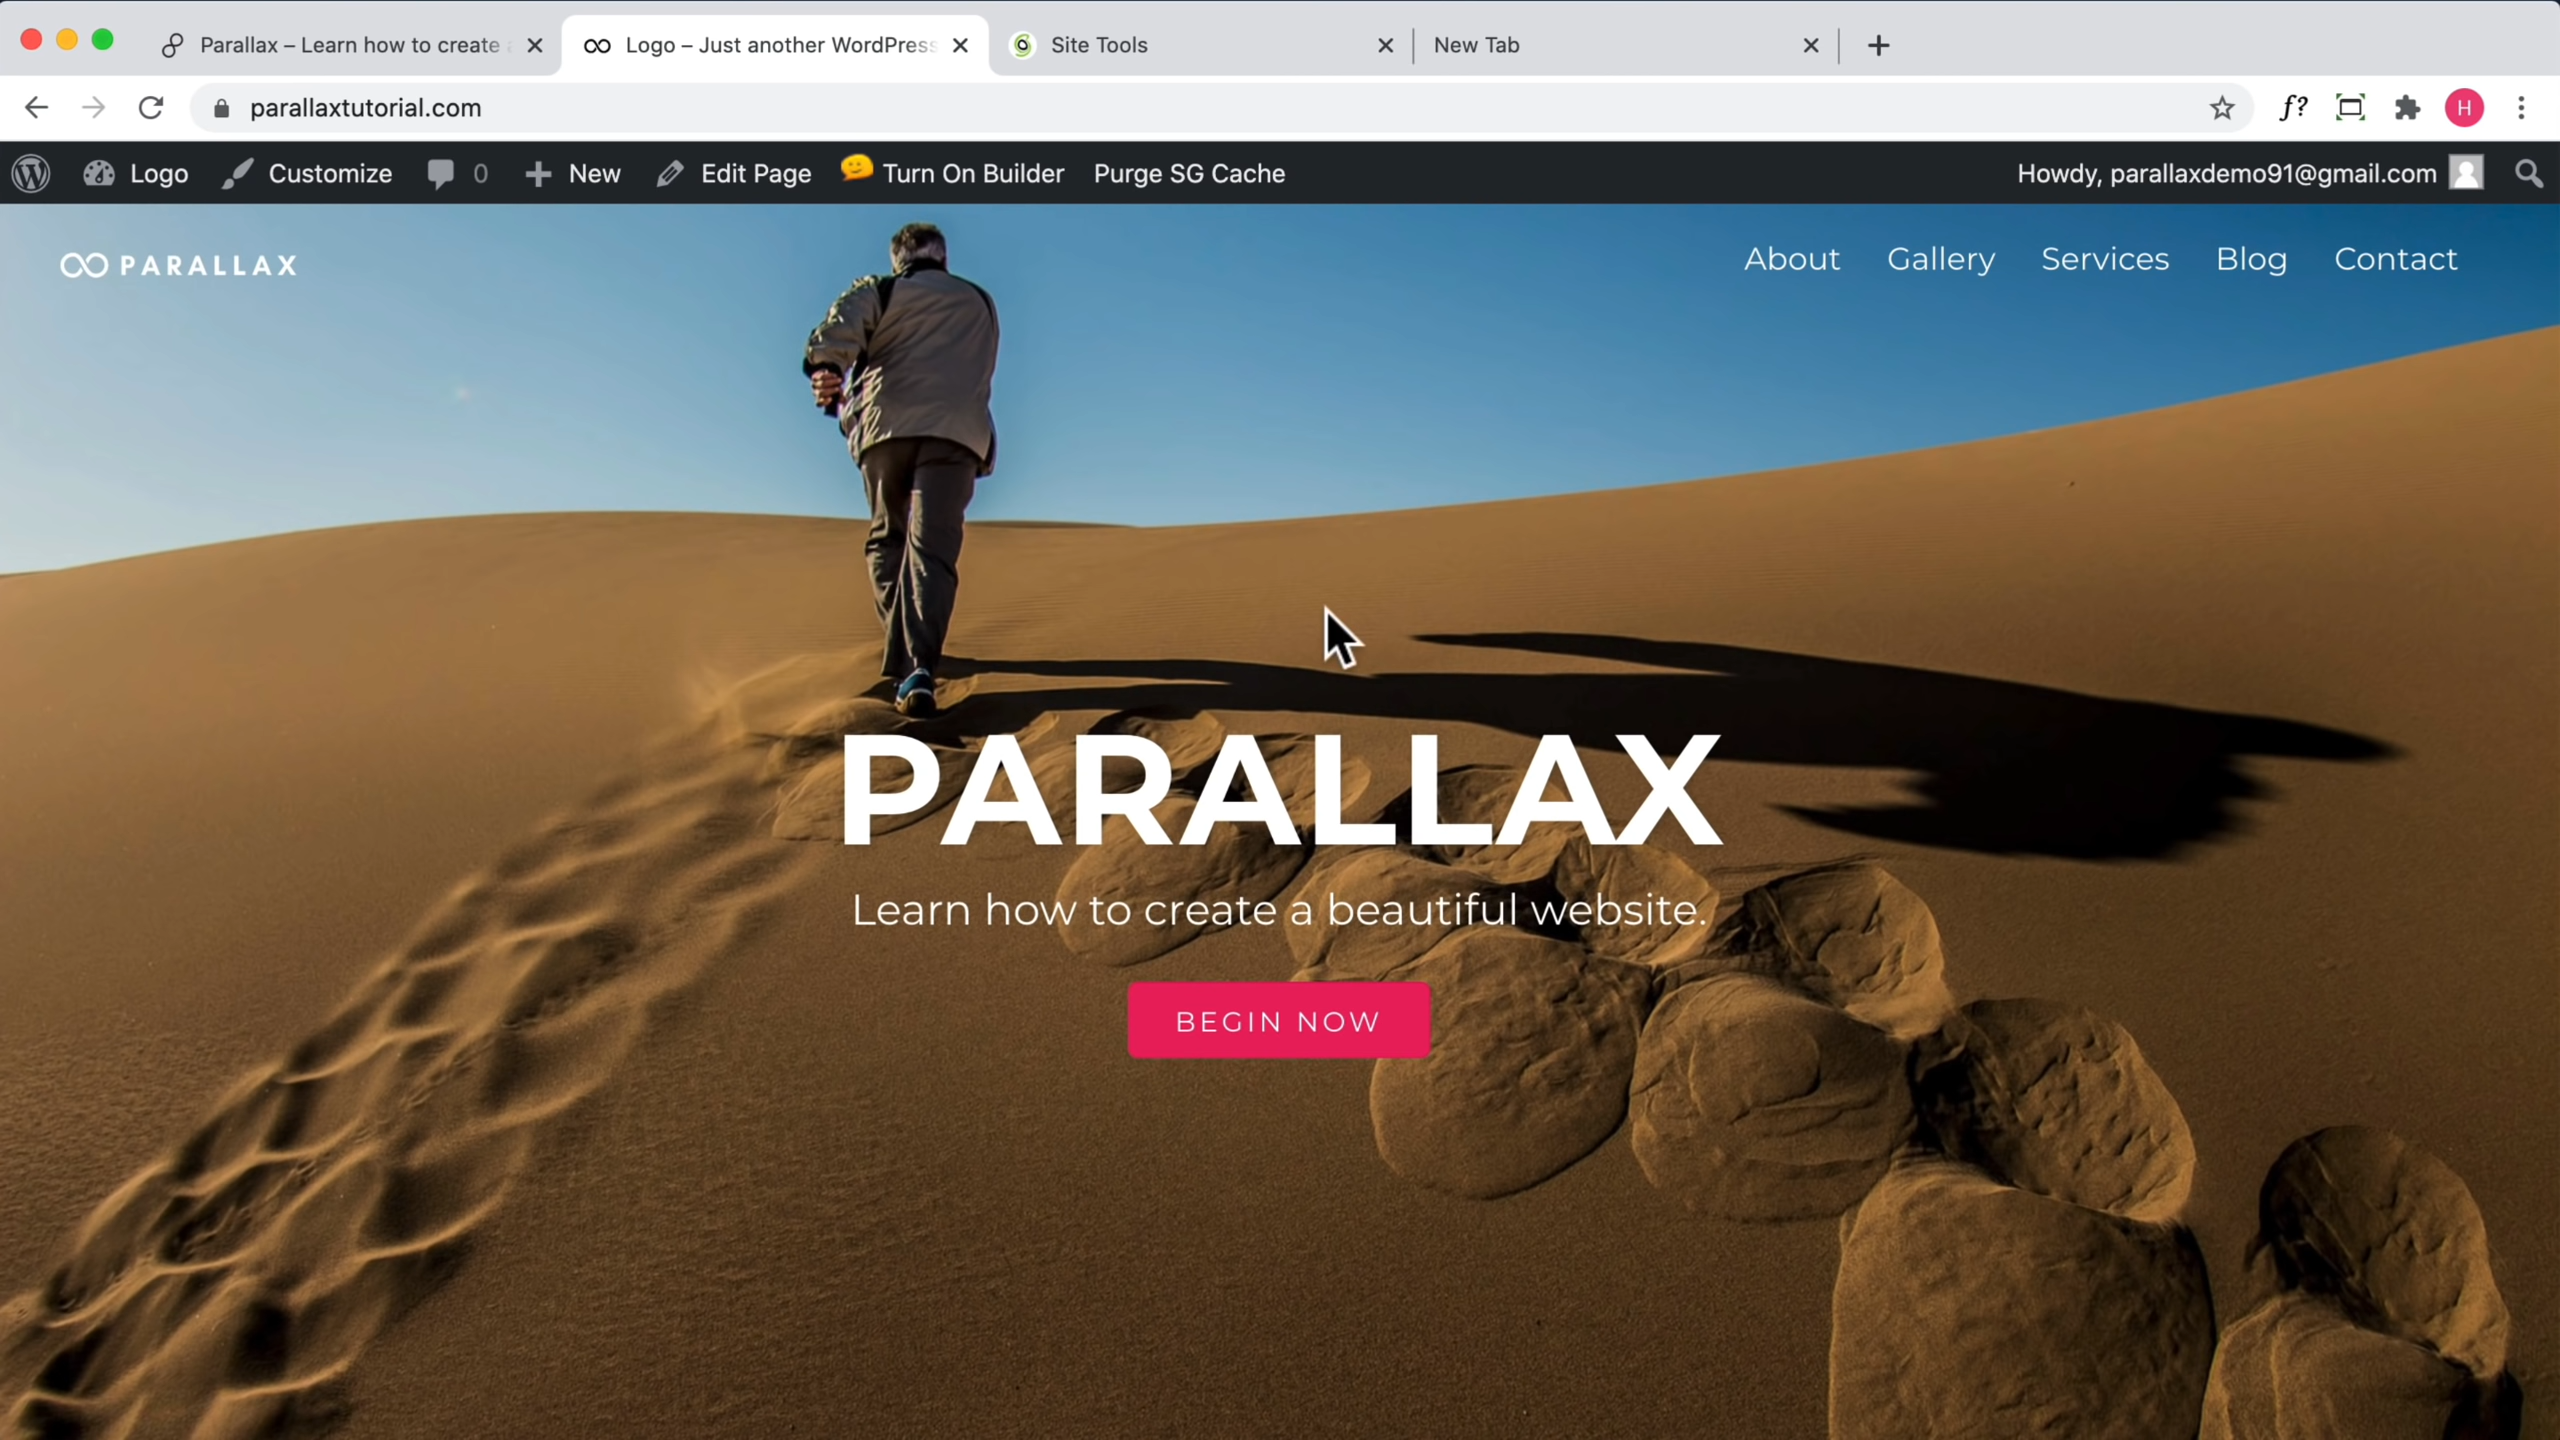 Parallax – Learn how to create
Logo – Just another WordPress
Site Tools
New Tab
parallaxtutorial.com
f?
H
Logo
Customize
0
New
Edit Page
Turn On Builder
Purge SG Cache
Howdy, parallaxdemo91@gmail.com
PARALLAX
About
Gallery
Services
Blog
Contact
PARALLAX
Learn how to create a beautiful website.
BEGIN NOW